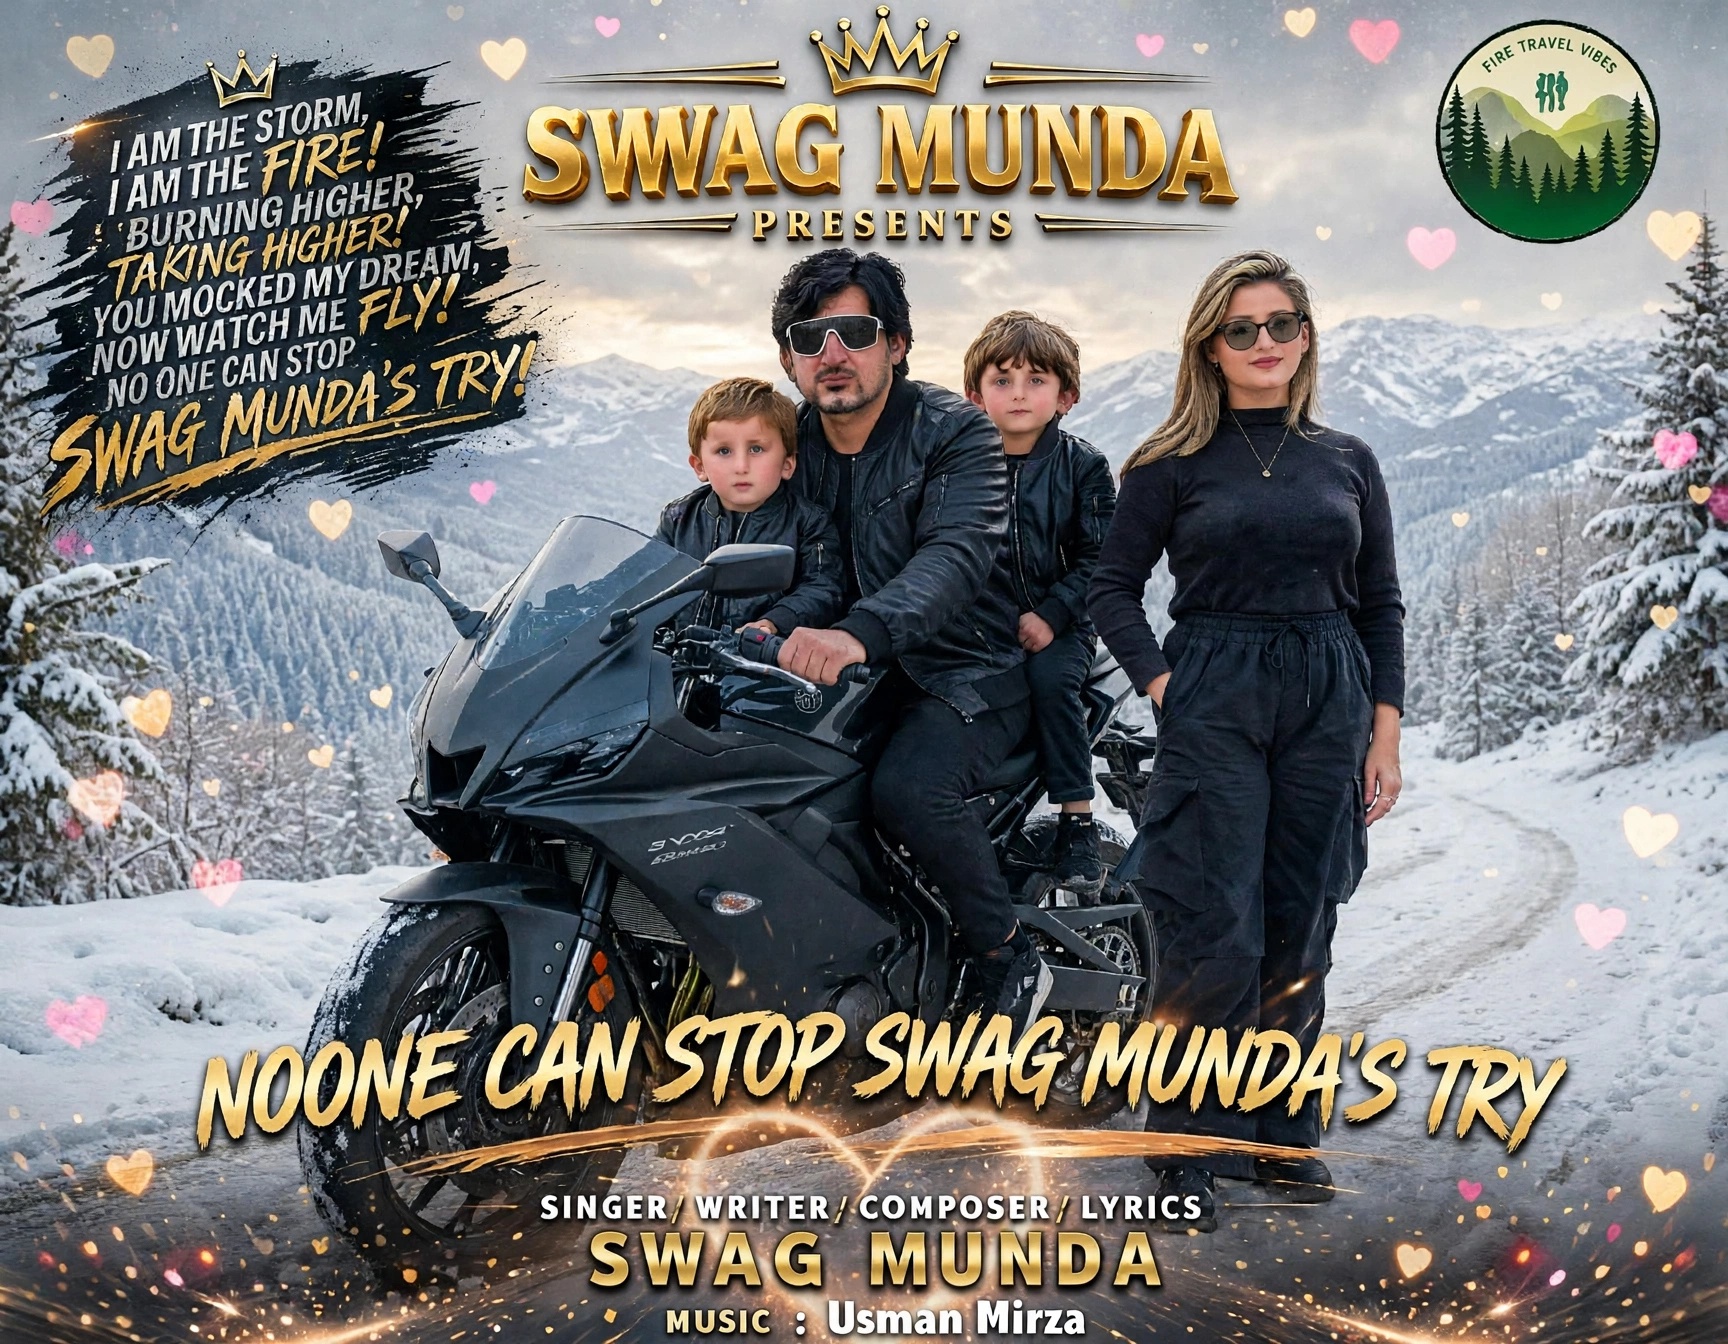 I AM THE STORM,
I AM THE FIRE!
BURNING HIGHER,
TAKING HIGHER!
YOU MOCKED MY DREAM,
NOW WATCH ME FLY!
NO ONE CAN STOP
SWAG MUNDA'S TRY!
SWAG MUNDA
PRESENTS
FIRE TRAVEL VIBES
NOONE CAN STOP SWAG MUNDA'S TRY
SINGER/WRITER/COMPOSER/LYRICS
SWAG MUNDA
MUSIC : Usman Mirza